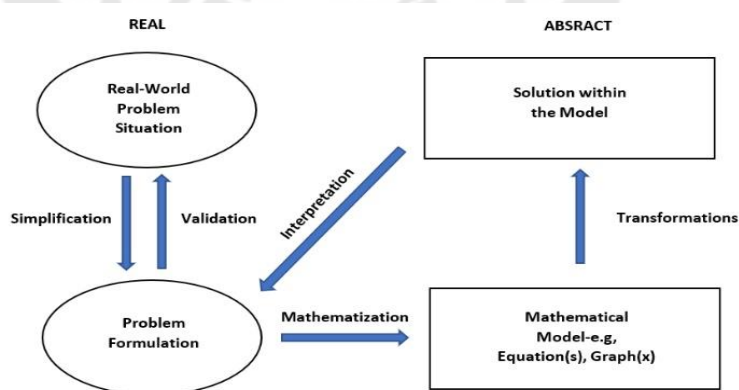 REAL
ABSRACT
Real-World
Problem
Situation
Solution within
the Model
Simplification
Validation
Interpretation
Transformations
Problem
Formulation
Mathematization
Mathematical
Model-e.g,
Equation(s), Graph(x)